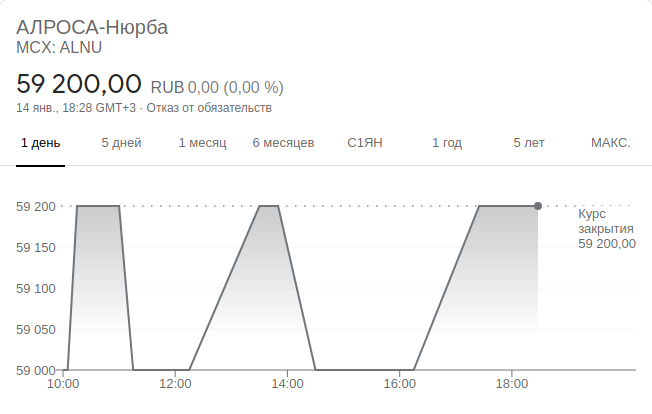 АЛРОСА-Нюрба
MCX: ALNU
59 200,00 RUB 0,00 (0,00 %)
14 янв., 18:28 GMT+3 · Отказ от обязательств
1 день 5 дней 1 месяц 6 месяцев С1ЯН 1 год 5 лет МАКС.
59 200
59 150
59 100
59 050
59 000
Курс
закрытия
59 200,00
10:00 12:00 14:00 16:00 18:00